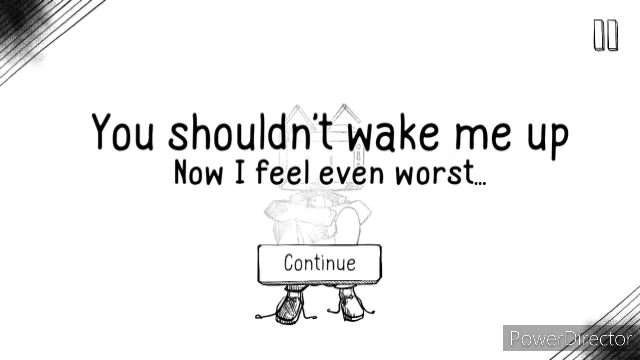 You shouldn't wake me up
Now I feel even worst...
Continue
PowerDirector